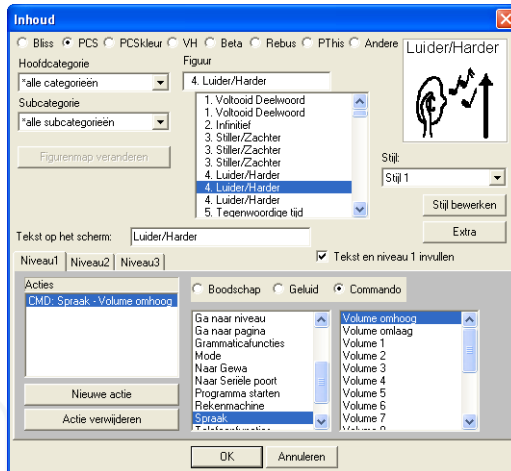 Inhoud
Bliss PCS PCSkleur VH Beta Rebus PThis Andere
Luider/Harder
Hoofdcategorie
*alle categorieën
Subcategorie
*alle subcategorieën
Figurenmap veranderen
Figuur
4. Luider/Harder
1. Voltooid Deelwoord
1. Voltooid Deelwoord
2. Infinitief
3. Stiller/Zachter
3. Stiller/Zachter
4. Luider/Harder
4. Luider/Harder
4. Luider/Harder
5. Tegenwoordige tijd
Stijl:
Stijl 1
Stijl bewerken
Extra
Tekst op het scherm: Luider/Harder
Tekst en niveau 1 invullen
Niveau1 Niveau2 Niveau3
Acties
CMD: Spraak - Volume omhoog
Nieuwe actie
Actie verwijderen
Boodschap Geluid Commando
Ga naar niveau
Ga naar pagina
Grammaticafuncties
Mode
Naar Gewa
Naar Seriële poort
Programma starten
Rekenmachine
Spraak
Telefoonfuncties
Volume omhoog
Volume omlaag
Volume 1
Volume 2
Volume 3
Volume 4
Volume 5
Volume 6
Volume 7
Volume 8
OK Annuleren